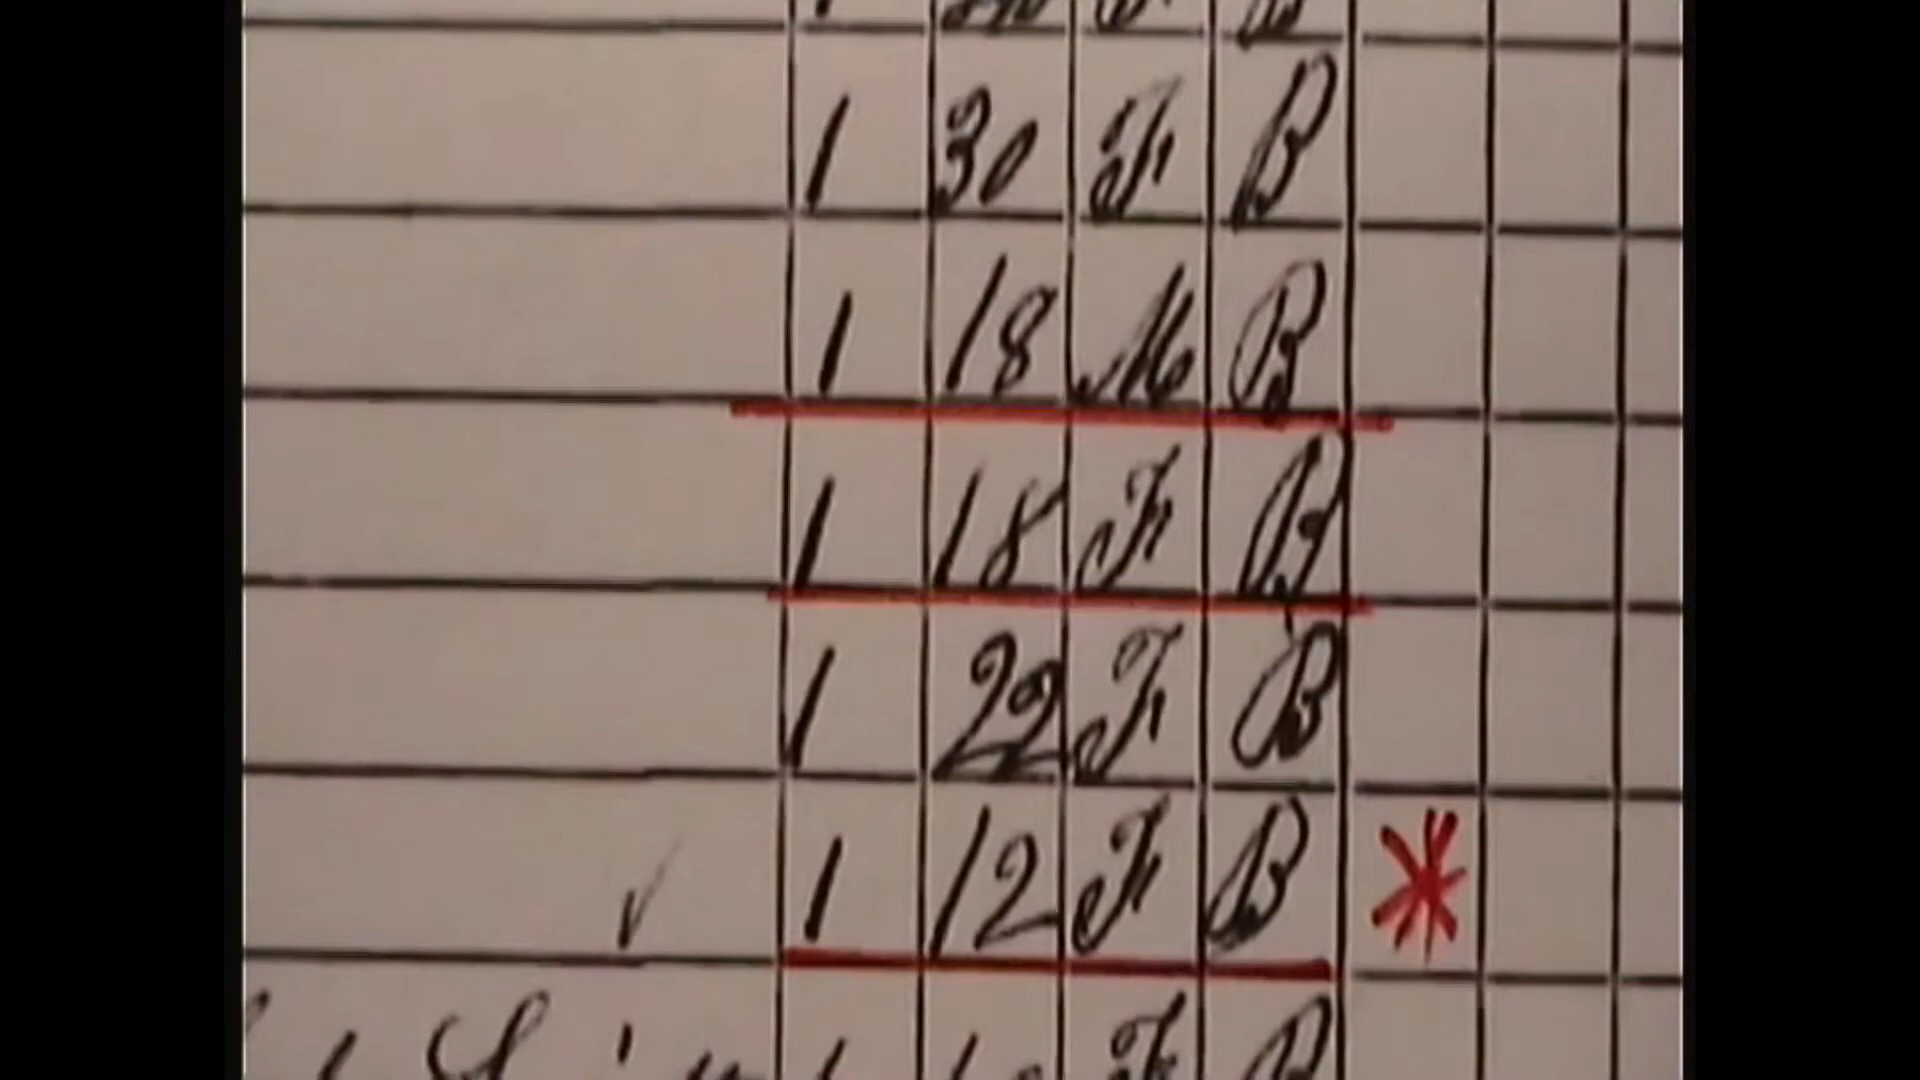 1 30 F B
1 18 M B
1 18 F B
1 22 F B
✓ 1 12 F B *